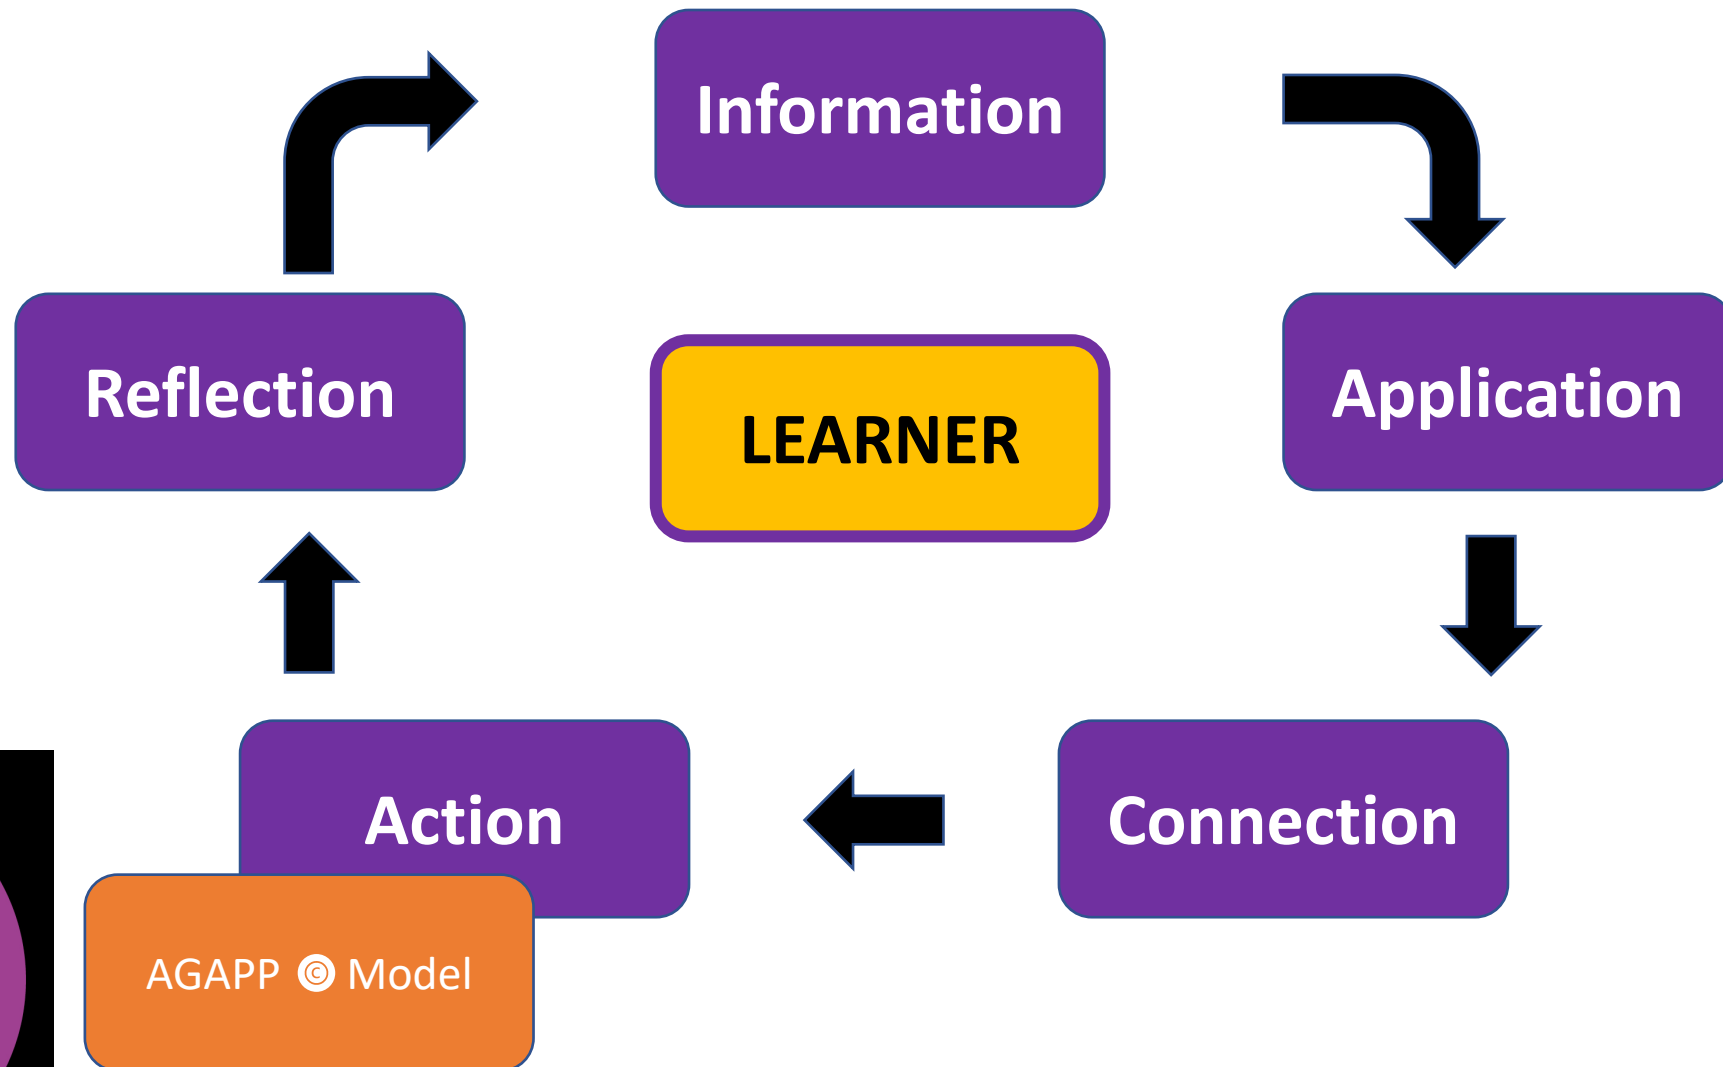 Information
Reflection
Application
LEARNER
Action
Connection
AGAPP © Model